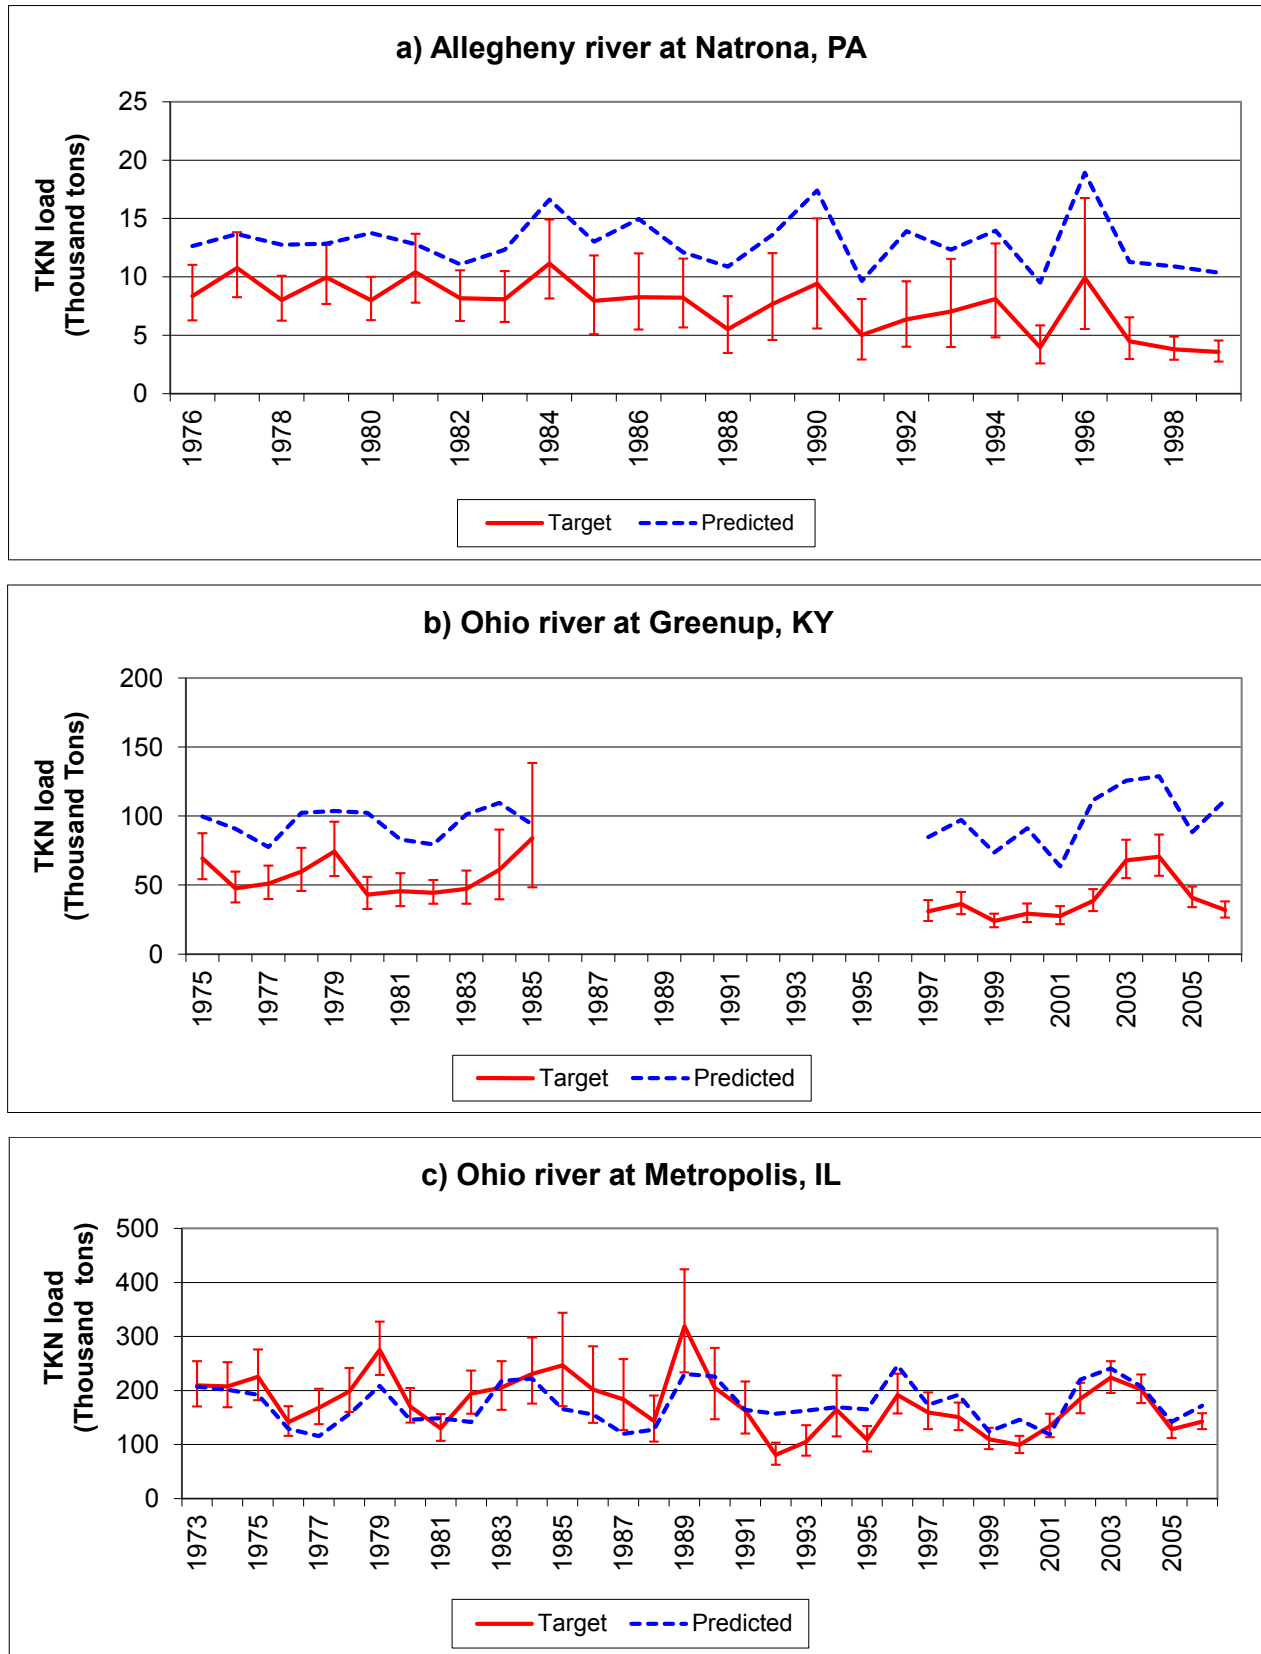 a) Allegheny river at Natrona, PA
TKN load
(Thousand tons)
25
20
15
10
5
0
1976 1978 1980 1982 1984 1986 1988 1990 1992 1994 1996 1998
Target Predicted
b) Ohio river at Greenup, KY
TKN load
(Thousand Tons)
200
150
100
50
0
1975 1977 1979 1981 1983 1985 1987 1989 1991 1993 1995 1997 1999 2001 2003 2005
Target Predicted
c) Ohio river at Metropolis, IL
TKN load
(Thousand tons)
500
400
300
200
100
0
1973 1975 1977 1979 1981 1983 1985 1987 1989 1991 1993 1995 1997 1999 2001 2003 2005
Target Predicted